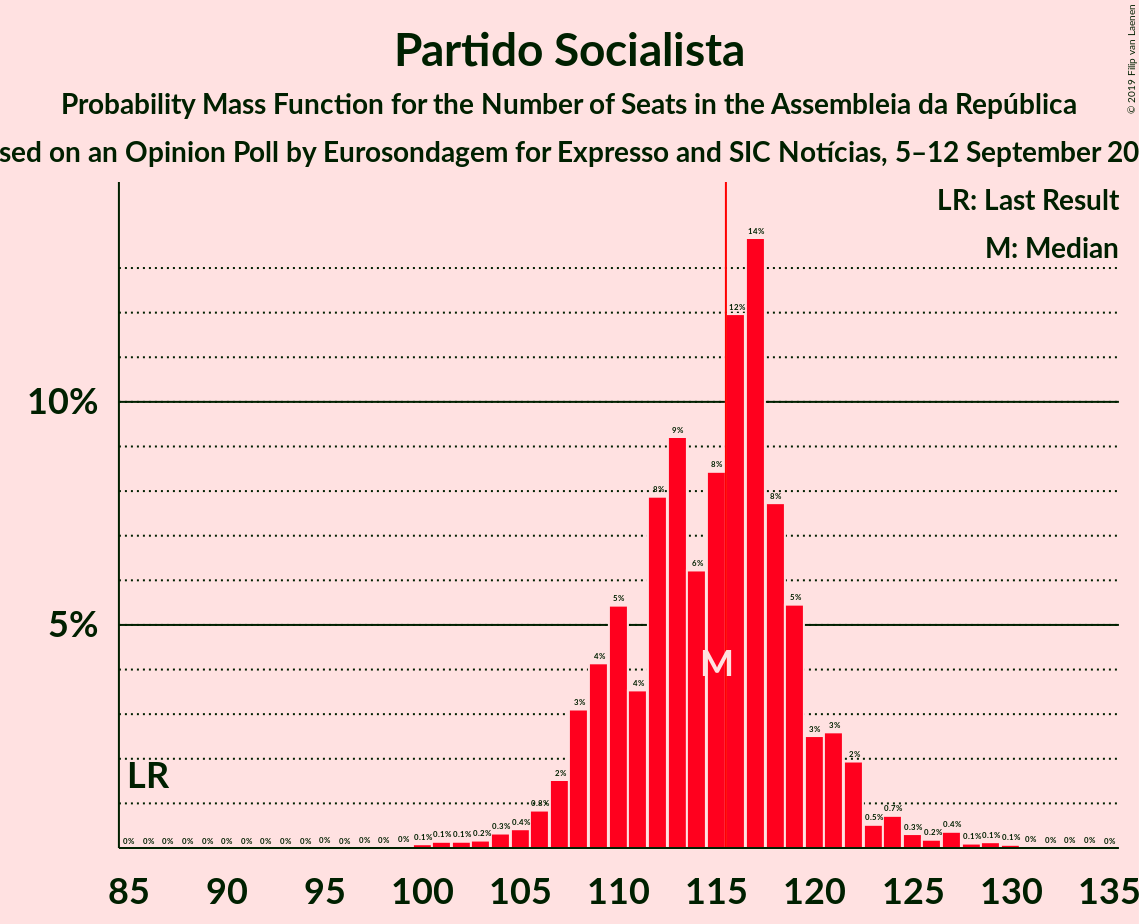 Partido Socialista
Probability Mass Function for the Number of Seats in the Assembleia da República
sed on an Opinion Poll by Eurosondagem for Expresso and SIC Notícias, 5–12 September 20
© 2019 Filip van Laenen
LR: Last Result
M: Median
10%
5%
LR
M
0% 0% 0% 0% 0% 0% 0% 0% 0% 0% 0% 0% 0% 0% 0% 0.1% 0.1% 0.1% 0.2% 0.3% 0.4% 0.8% 2% 3% 4% 5% 4% 8% 9% 6% 8% 12% 14% 8% 5% 3% 3% 2% 0.5% 0.7% 0.3% 0.2% 0.4% 0.1% 0.1% 0.1% 0% 0% 0% 0% 0%
85 90 95 100 105 110 115 120 125 130 135